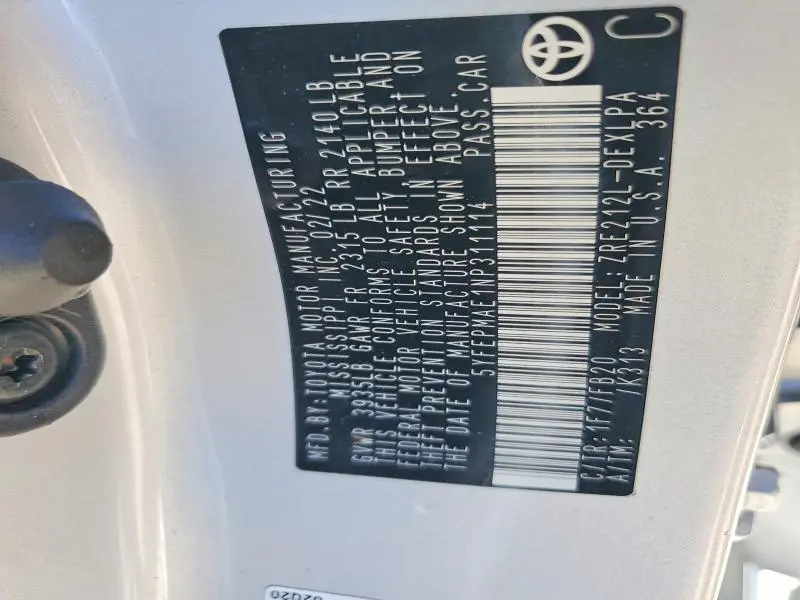 MFD.BY:TOYOTA MOTOR MANUFACTURING
MISSISSIPPI INC. 02/22
GVWR 3935LB GAWR FR 2315 LB RR 2140LB
THIS VEHICLE CONFORMS TO ALL APPLICABLE
FEDERAL MOTOR VEHICLE SAFETY BUMPER AND
THEFT PREVENTION STANDARDS IN EFFECT ON
THE DATE OF MANUFACTURE SHOWN ABOVE.
5YFEPMAE1NP311114 PASS.CAR
C/TR:1F7/FB20 MODEL: ZRE212L-DEXLPA
A/TM: /K313 MADE IN U.S.A. 364
C